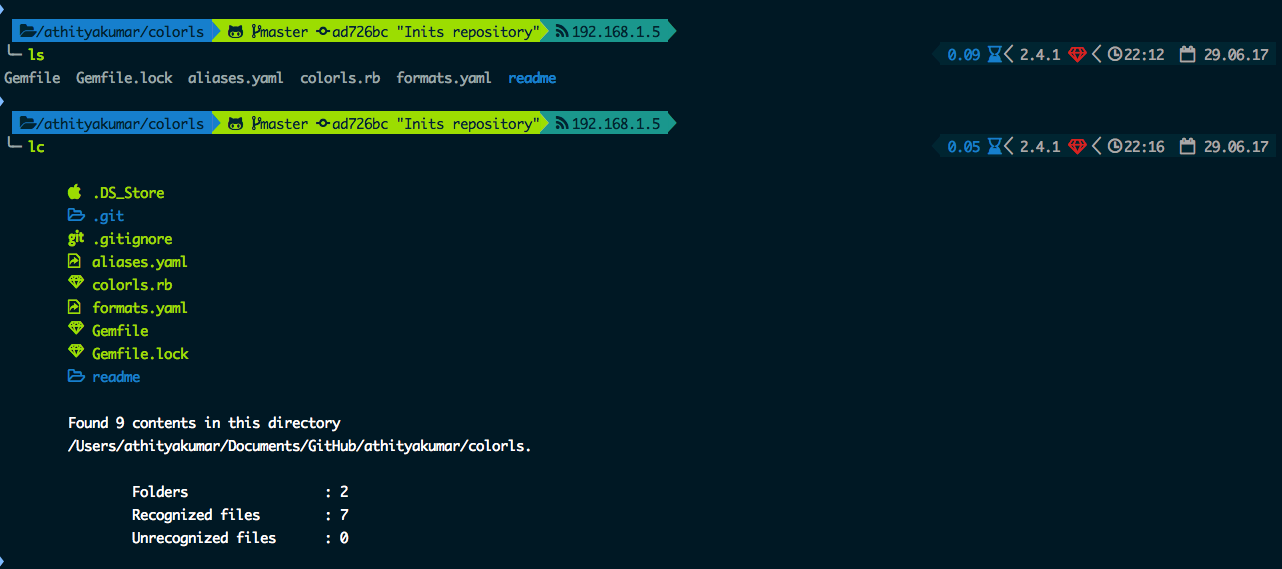 /athityakumar/colorls master ad726bc "Inits repository" 192.168.1.5
ls 0.09 2.4.1 22:12 29.06.17
Gemfile Gemfile.lock aliases.yaml colorls.rb formats.yaml readme
/athityakumar/colorls master ad726bc "Inits repository" 192.168.1.5
lc 0.05 2.4.1 22:16 29.06.17
.DS_Store
.git
git .gitignore
aliases.yaml
colorls.rb
formats.yaml
Gemfile
Gemfile.lock
readme
Found 9 contents in this directory
/Users/athityakumar/Documents/GitHub/athityakumar/colorls.
Folders : 2
Recognized files : 7
Unrecognized files : 0